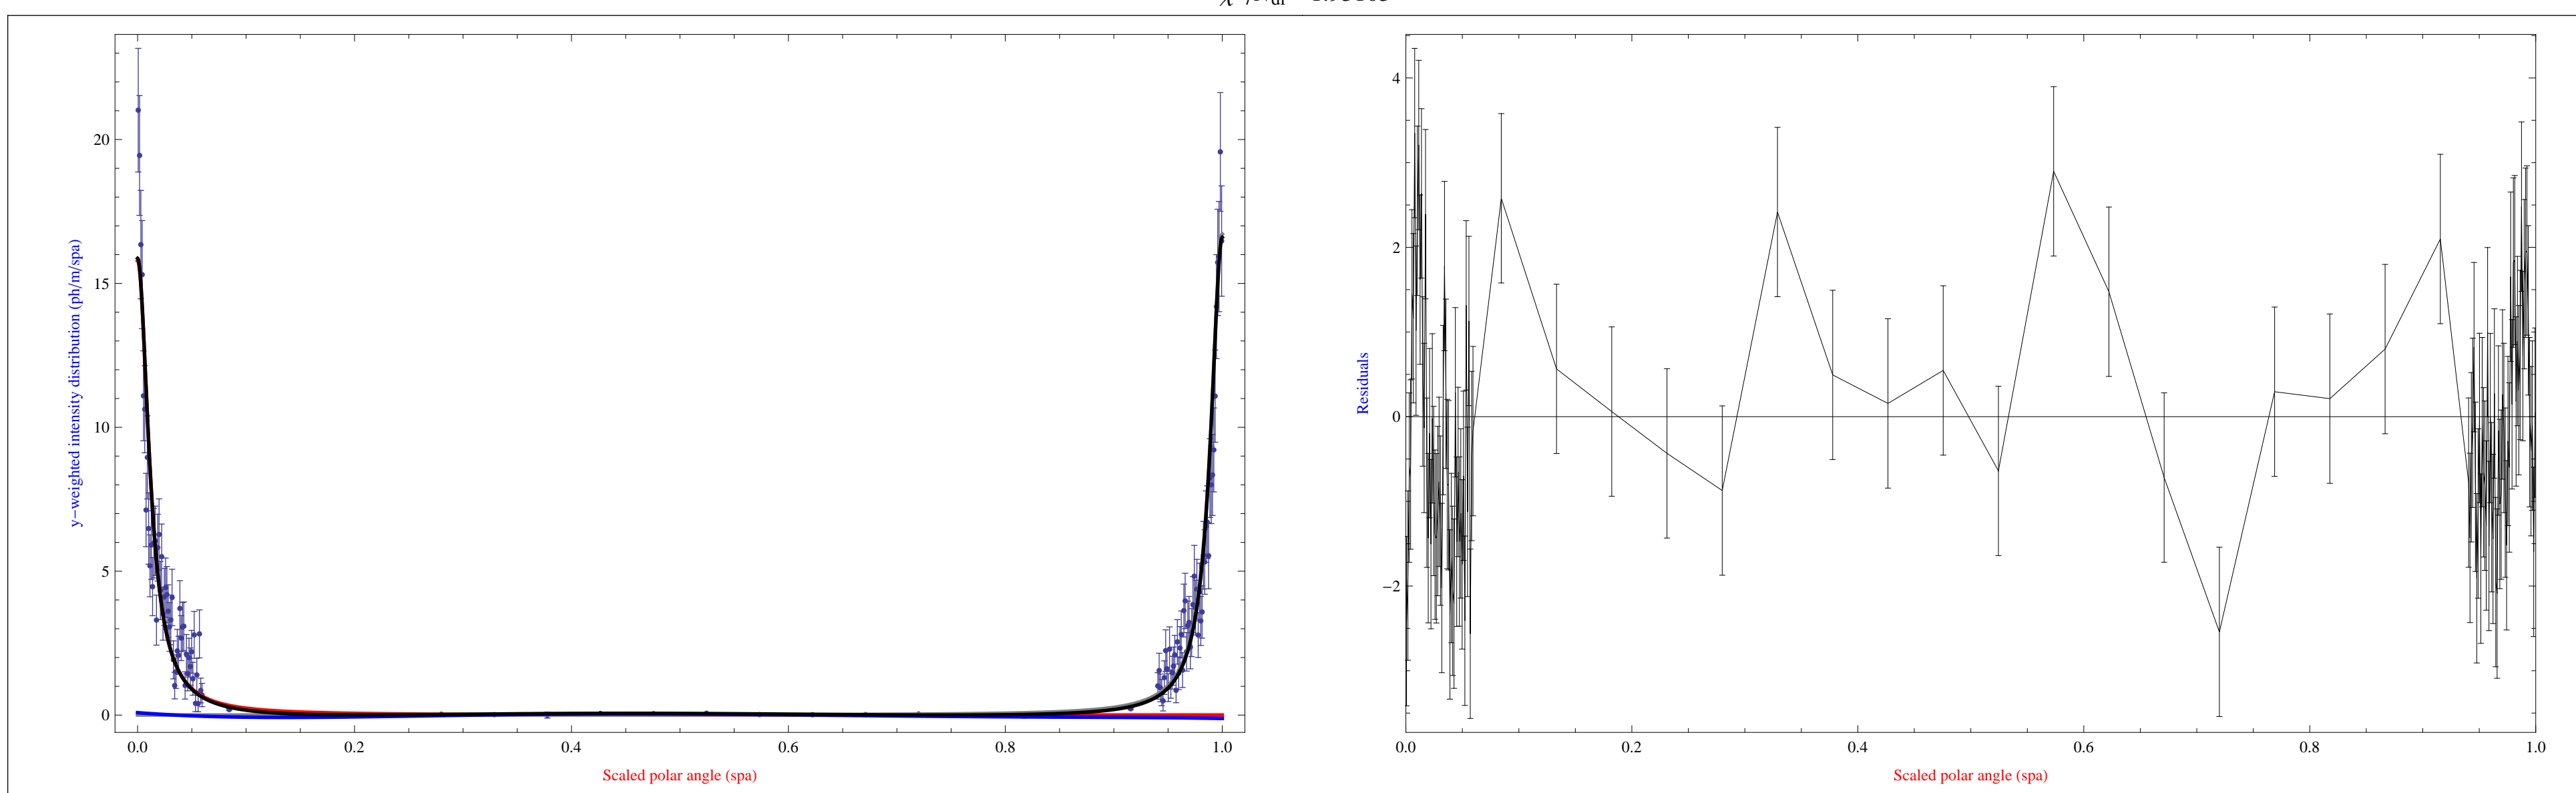 20
15
10
5
0
0.0 0.2 0.4 0.6 0.8 1.0
y-weighted intensity distribution (ph/m/spa)
Scaled polar angle (spa)
4
2
0
−2
0.0 0.2 0.4 0.6 0.8 1.0
Residuals
Scaled polar angle (spa)